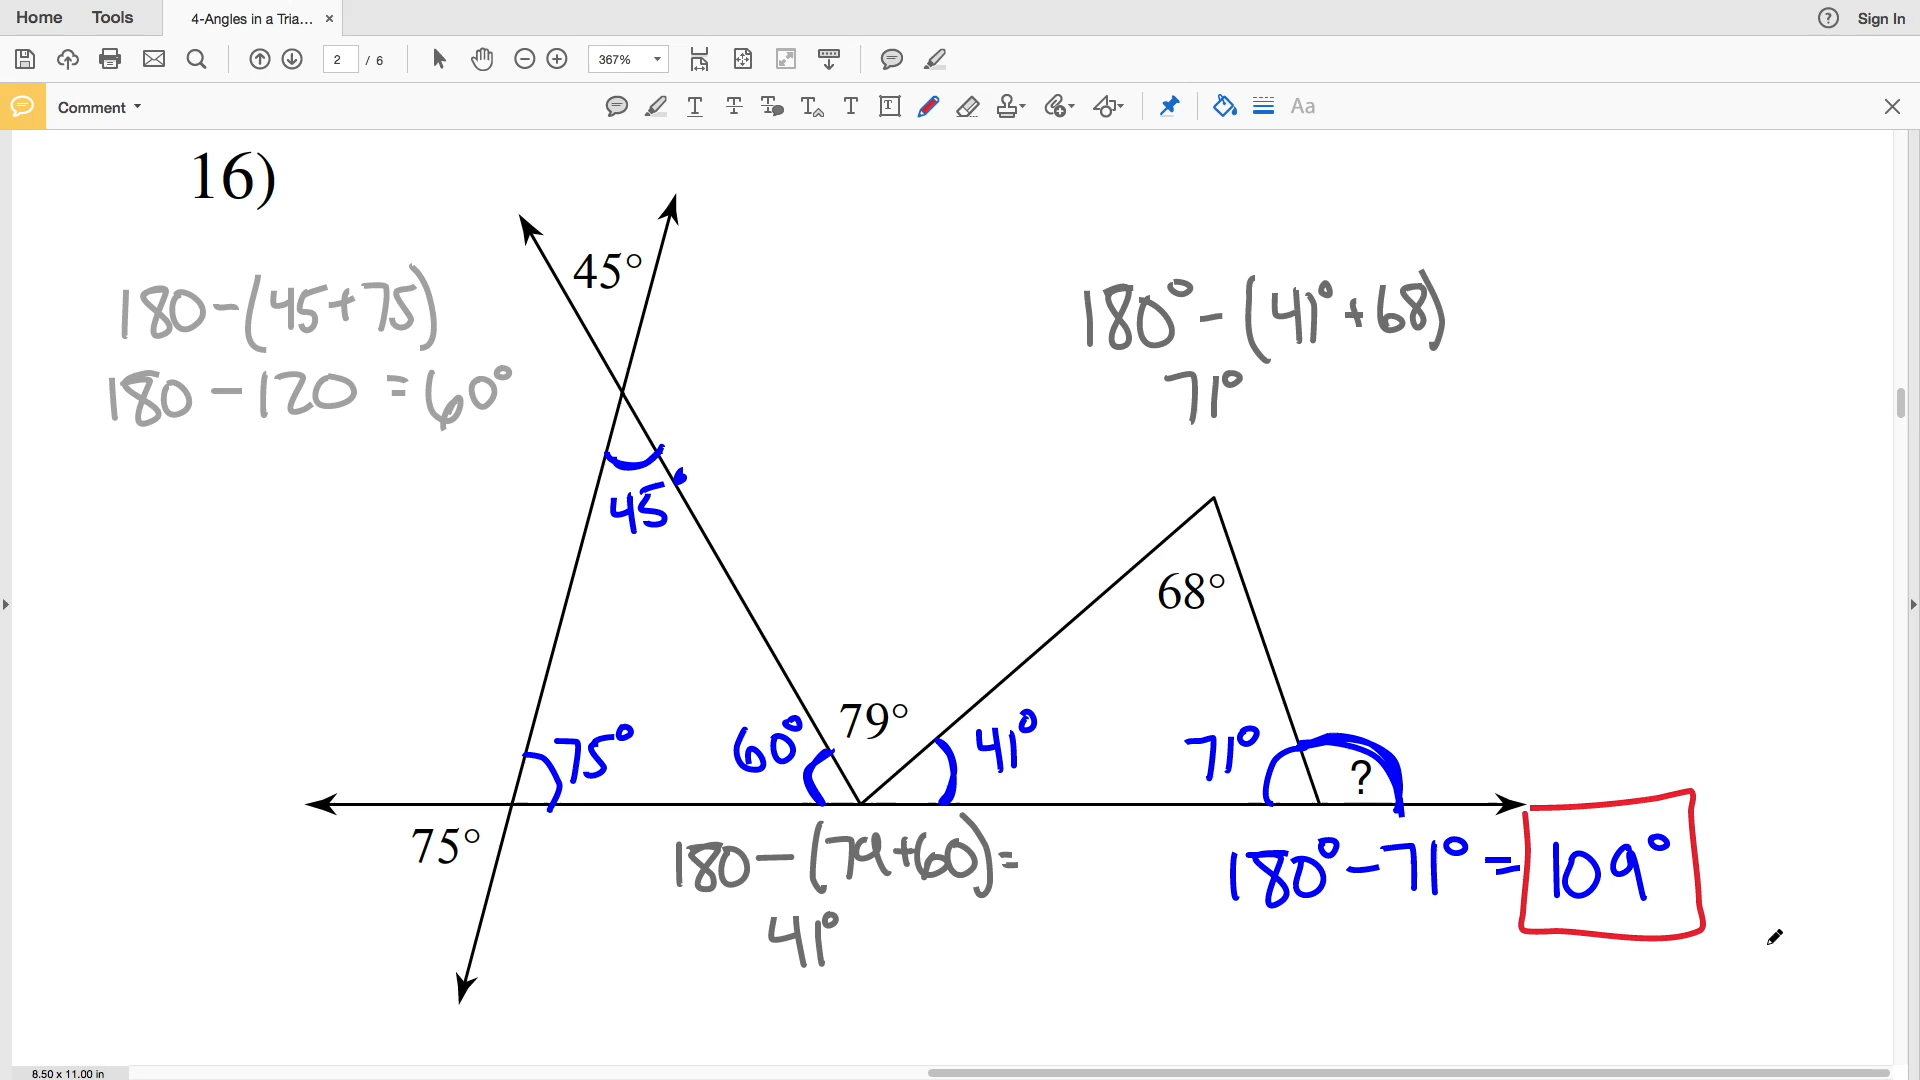 Home Tools 4-Angles in a Tria... × ? Sign In
2 / 6 367%
Comment T T T T T T Aa
16)
45°
180-(45+75)
180-120=60°
180°-(41°+68)
71°
45°
68°
79°
75° 60° 41° 71° ?
75°
180-(79+60)=
41°
180°-71°=109°
8.50 x 11.00 in